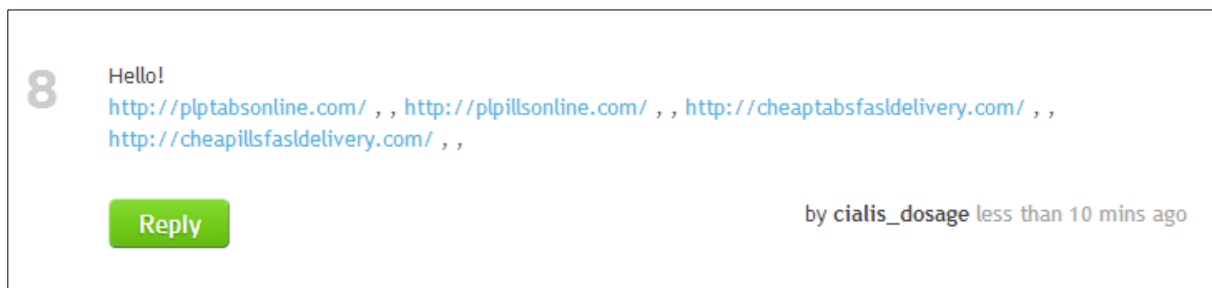 8
Hello!
http://plptabsonline.com/ , , http://plpillsonline.com/ , , http://cheaptabsfasldelivery.com/ , ,
http://cheapillsfasldelivery.com/ , ,
Reply
by cialis_dosage less than 10 mins ago